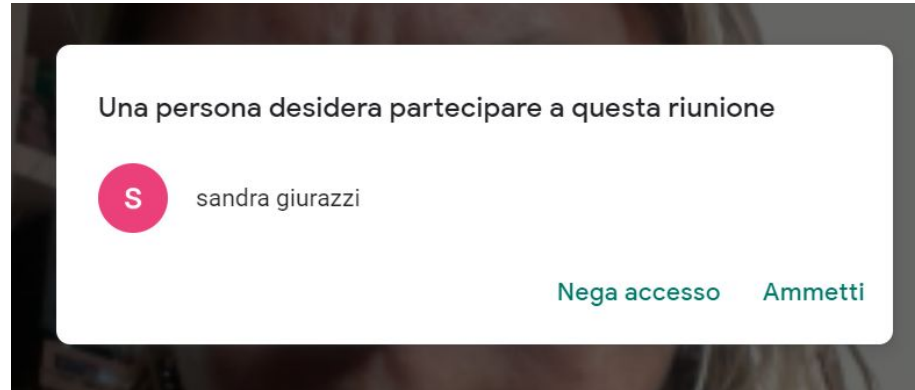 Una persona desidera partecipare a questa riunione
S
sandra giurazzi
Nega accesso
Ammetti